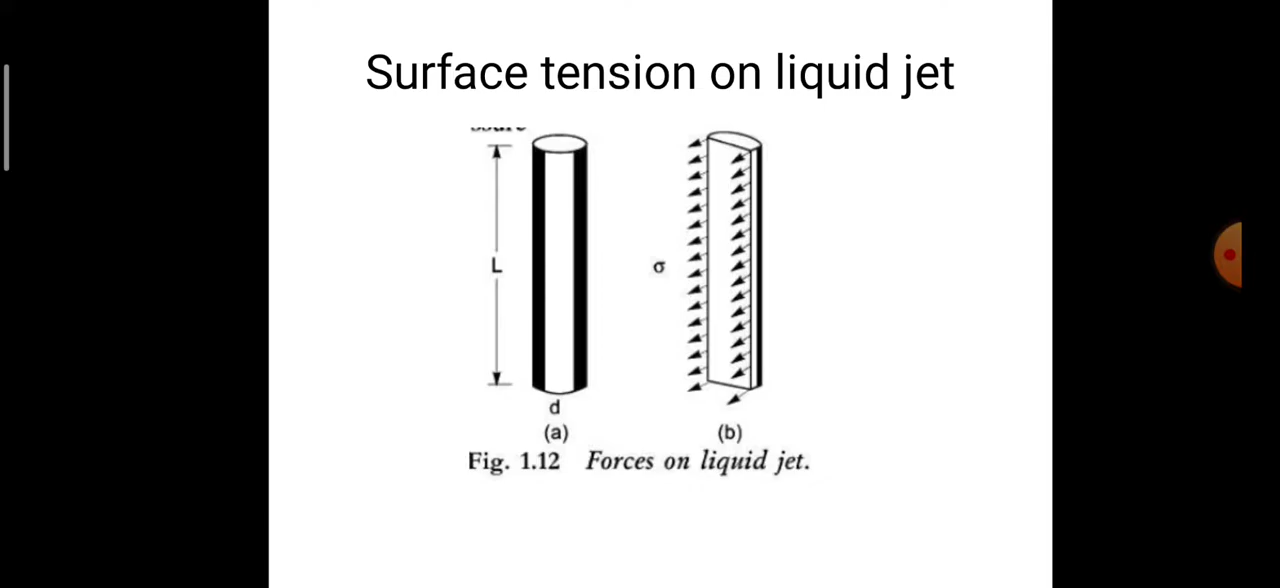 Surface tension on liquid jet
L
σ
d
(a)
(b)
Fig. 1.12 Forces on liquid jet.